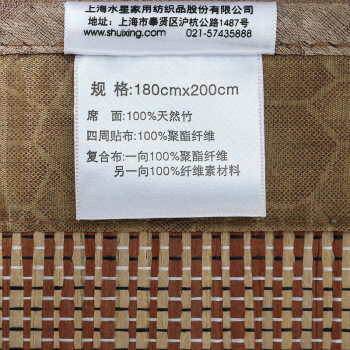 上海水星家用纺织品股份有限公司
地址：上海市奉贤区沪杭公路1487号
www.shuixing.com 021-57435888
规 格：180cmx200cm
席 面：100%天然竹
四周贴布：100%聚酯纤维
复合布：一向100%聚酯纤维
另一向100%纤维素材料